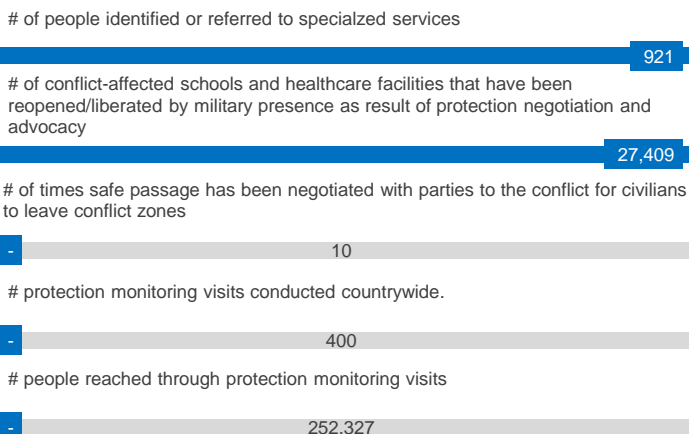 # of people identified or referred to specialzed services
921
# of conflict-affected schools and healthcare facilities that have been
reopened/liberated by military presence as result of protection negotiation and
advocacy
27,409
# of times safe passage has been negotiated with parties to the conflict for civilians
to leave conflict zones
- 10
# protection monitoring visits conducted countrywide.
- 400
# people reached through protection monitoring visits
- 252,327